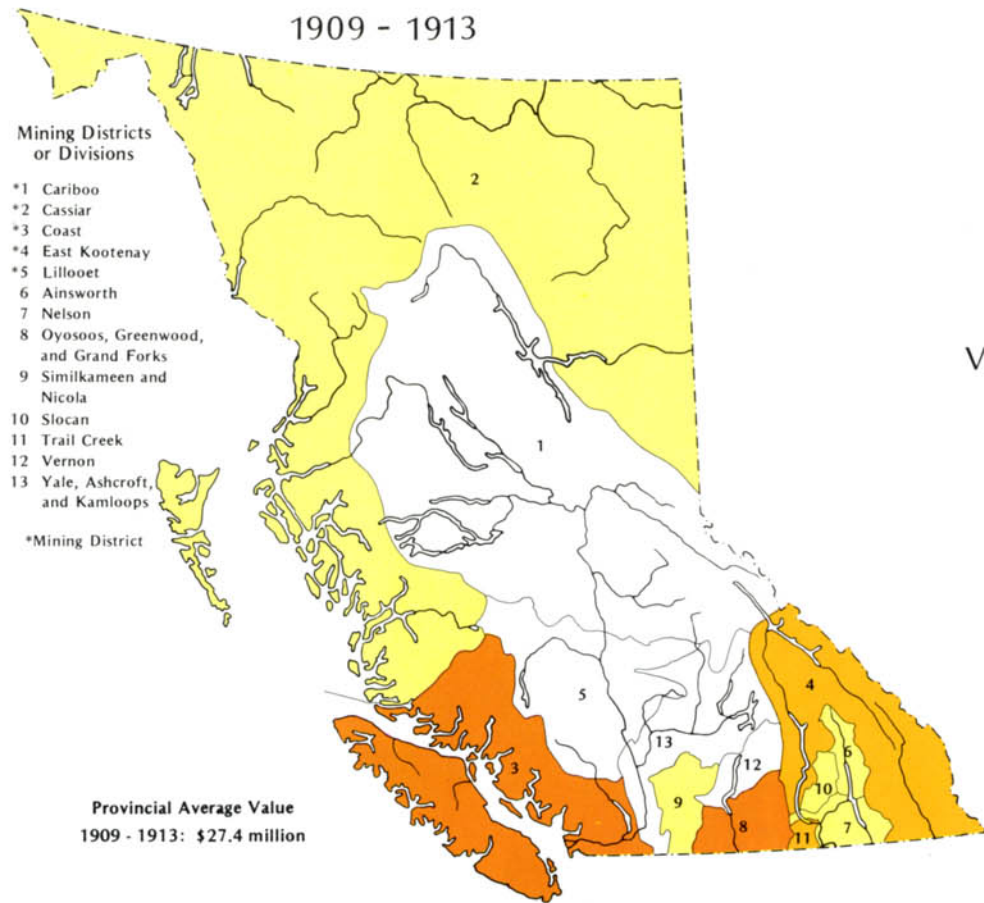 1909 - 1913
Mining Districts
or Divisions
*1 Cariboo
*2 Cassiar
*3 Coast
*4 East Kootenay
*5 Lillooet
6 Ainsworth
7 Nelson
8 Oyosoos, Greenwood,
and Grand Forks
9 Similkameen and
Nicola
10 Slocan
11 Trail Creek
12 Vernon
13 Yale, Ashcroft,
and Kamloops
*Mining District
2
V
1
4
5
13
12
6
10
3
9
8
11
7
Provincial Average Value
1909 - 1913: $27.4 million